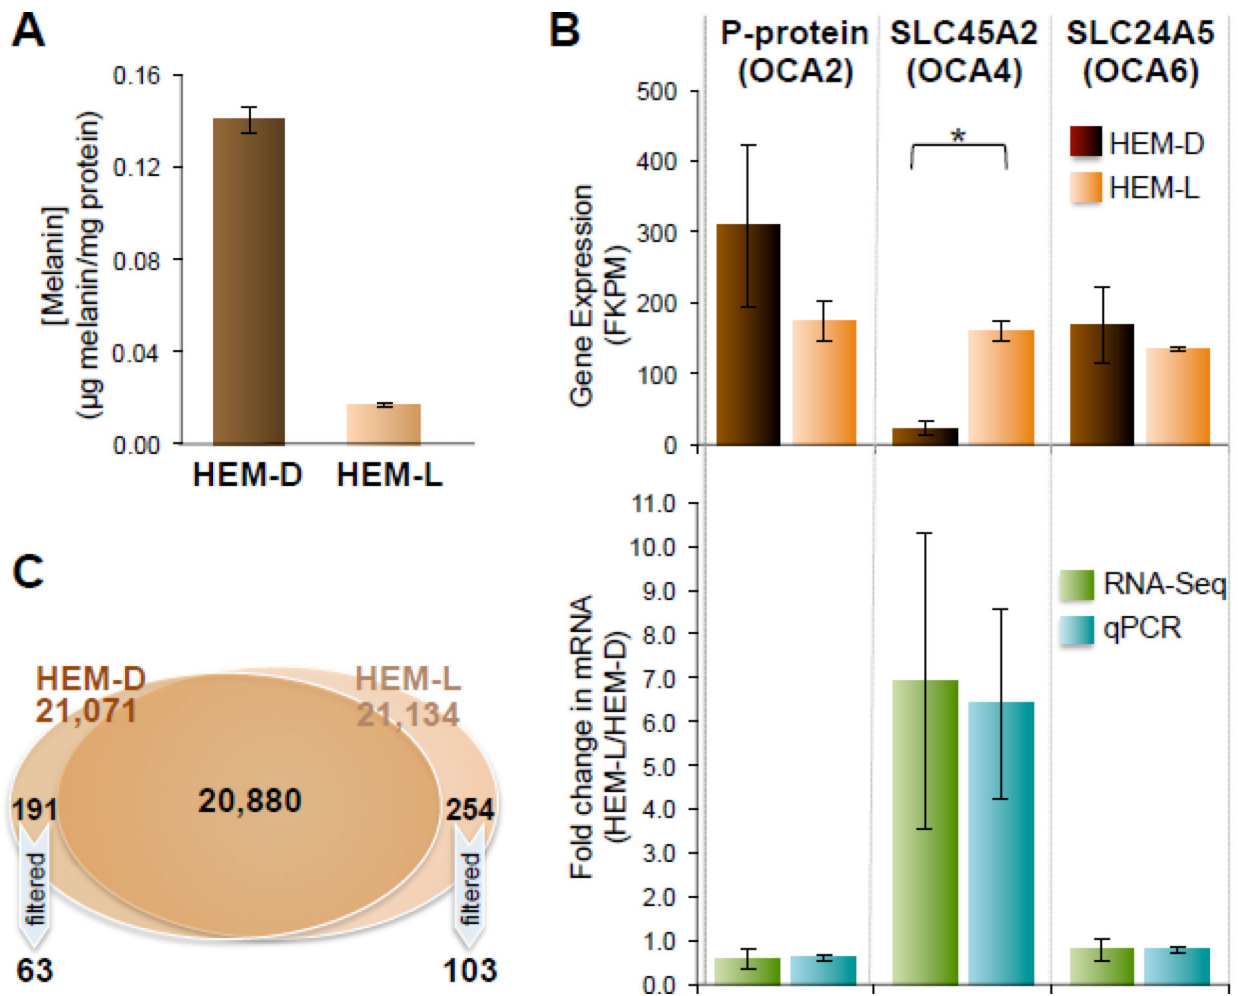 A
0.16
0.12
0.08
0.04
0.00
[Melanin]
(µg melanin/mg protein)
HEM-D HEM-L
B
P-protein
(OCA2)
SLC45A2
(OCA4)
SLC24A5
(OCA6)
500
400
300
200
100
0
Gene Expression
(FKPM)
*
HEM-D
HEM-L
11.0
10.0
9.0
8.0
7.0
6.0
5.0
4.0
3.0
2.0
1.0
0.0
Fold change in mRNA
(HEM-L/HEM-D)
RNA-Seq
qPCR
C
HEM-D
21,071
HEM-L
21,134
191
20,880
254
filtered
filtered
63
103